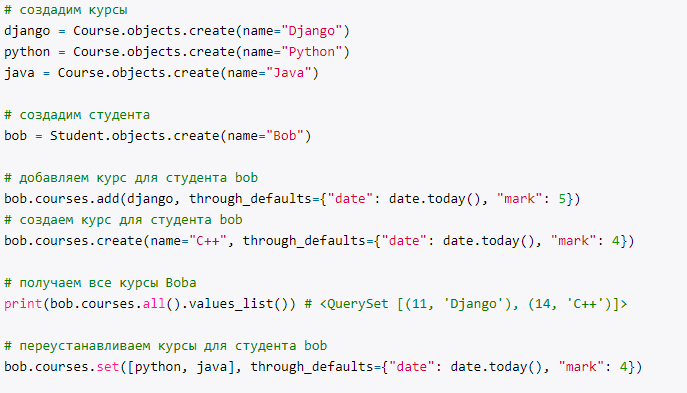 # создадим курсы
django = Course.objects.create(name="Django")
python = Course.objects.create(name="Python")
java = Course.objects.create(name="Java")
# создадим студента
bob = Student.objects.create(name="Bob")
# добавляем курс для студента bob
bob.courses.add(django, through_defaults={"date": date.today(), "mark": 5})
# создаем курс для студента bob
bob.courses.create(name="C++", through_defaults={"date": date.today(), "mark": 4})
# получаем все курсы Boba
print(bob.courses.all().values_list()) # <QuerySet [(11, 'Django'), (14, 'C++')]>
# переустанавливаем курсы для студента bob
bob.courses.set([python, java], through_defaults={"date": date.today(), "mark": 4})